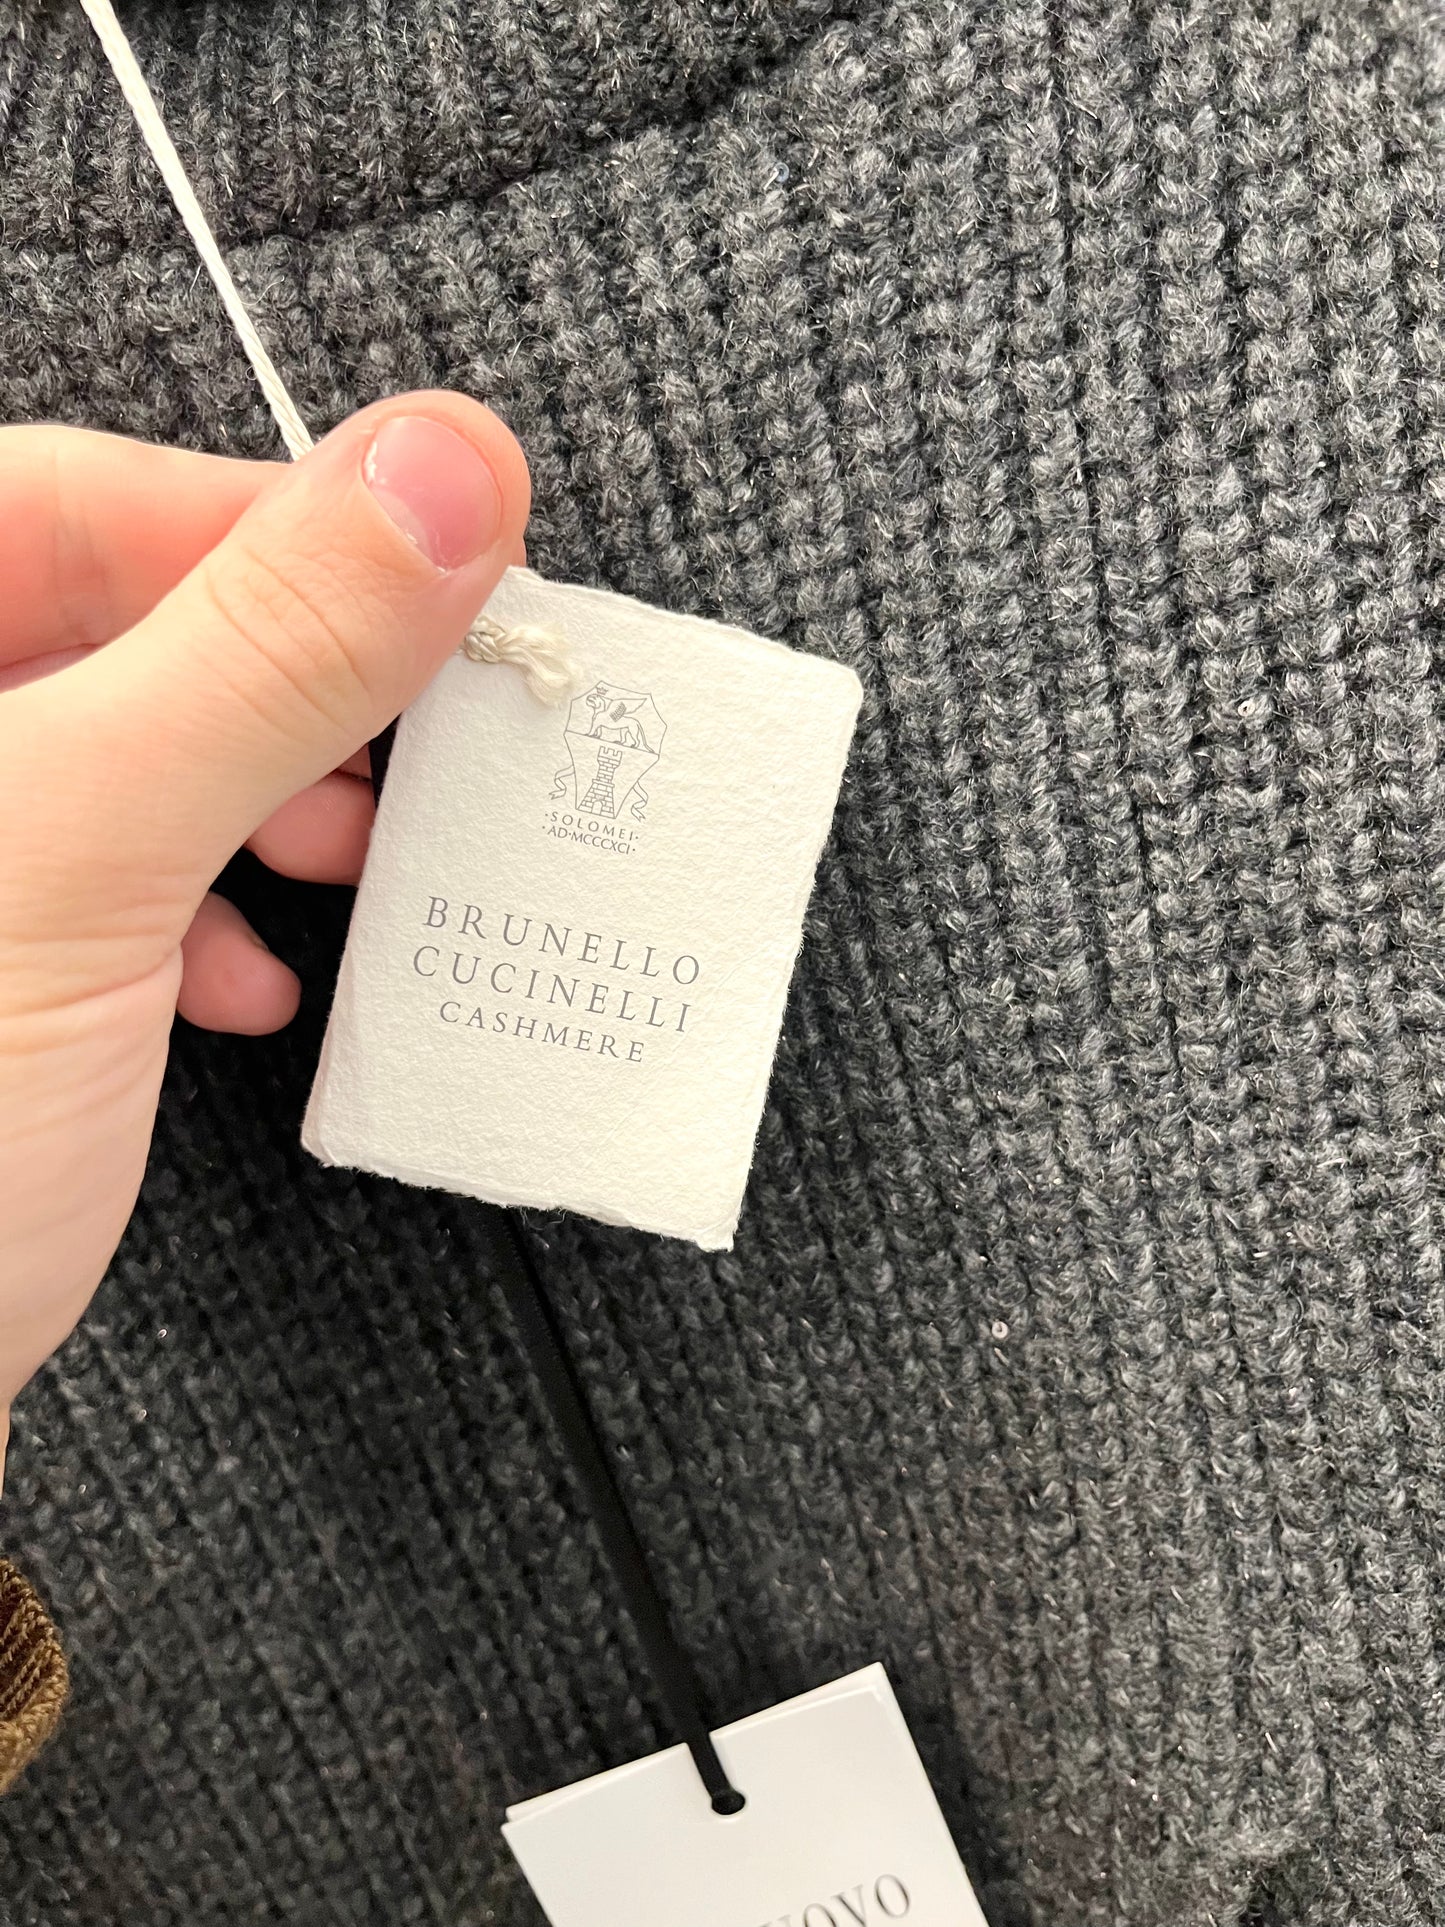 ·SOLOMEI·
·AD·MCCCXCI·
BRUNELLO
CUCINELLI
CASHMERE